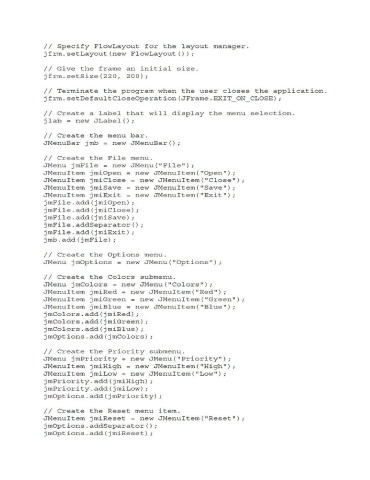 // Specify FlowLayout for the layout manager.
jfrm.setLayout(new FlowLayout());
// Give the frame an initial size.
jfrm.setSize(220, 200);
// Terminate the program when the user closes the application.
jfrm.setDefaultCloseOperation(JFrame.EXIT_ON_CLOSE);
// Create a label that will display the menu selection.
jlab = new JLabel();
// Create the menu bar.
JMenuBar jmb = new JMenuBar();
// Create the File menu.
JMenu jmFile = new JMenu("File");
JMenuItem jmiOpen = new JMenuItem("Open");
JMenuItem jmiClose = new JMenuItem("Close");
JMenuItem jmiSave = new JMenuItem("Save");
JMenuItem jmiExit = new JMenuItem("Exit");
jmFile.add(jmiOpen);
jmFile.add(jmiClose);
jmFile.add(jmiSave);
jmFile.addSeparator();
jmFile.add(jmiExit);
jmb.add(jmFile);
// Create the Options menu.
JMenu jmOptions = new JMenu("Options");
// Create the Colors submenu.
JMenu jmColors = new JMenu("Colors");
JMenuItem jmiRed = new JMenuItem("Red");
JMenuItem jmiGreen = new JMenuItem("Green");
JMenuItem jmiBlue = new JMenuItem("Blue");
jmColors.add(jmiRed);
jmColors.add(jmiGreen);
jmColors.add(jmiBlue);
jmOptions.add(jmColors);
// Create the Priority submenu.
JMenu jmPriority = new JMenu("Priority");
JMenuItem jmiHigh = new JMenuItem("High");
JMenuItem jmiLow = new JMenuItem("Low");
jmPriority.add(jmiHigh);
jmPriority.add(jmiLow);
jmOptions.add(jmPriority);
// Create the Reset menu item.
JMenuItem jmiReset = new JMenuItem("Reset");
jmOptions.addSeparator();
jmOptions.add(jmiReset);